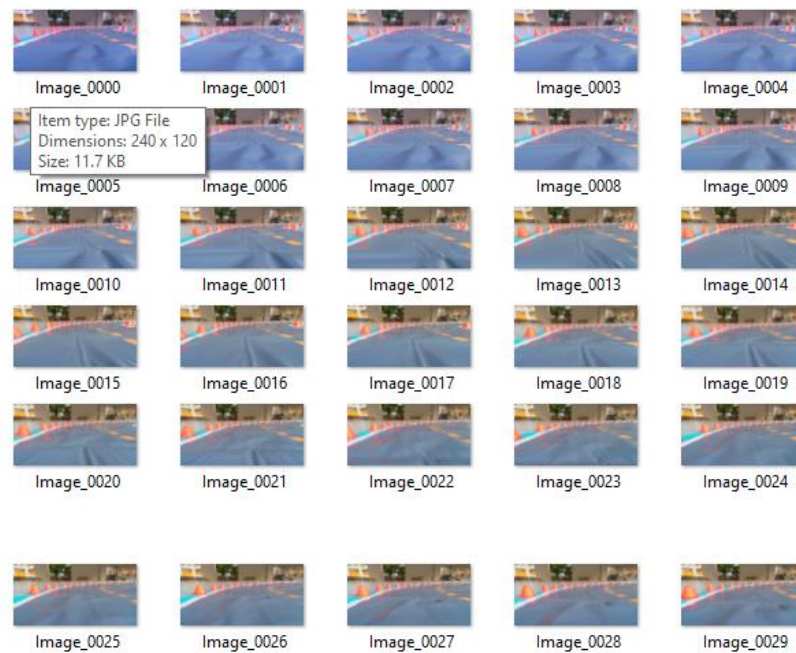 Image_0000 Image_0001 Image_0002 Image_0003 Image_0004
Item type: JPG File
Dimensions: 240 x 120
Size: 11.7 KB
Image_0005 Image_0006 Image_0007 Image_0008 Image_0009
Image_0010 Image_0011 Image_0012 Image_0013 Image_0014
Image_0015 Image_0016 Image_0017 Image_0018 Image_0019
Image_0020 Image_0021 Image_0022 Image_0023 Image_0024
Image_0025 Image_0026 Image_0027 Image_0028 Image_0029